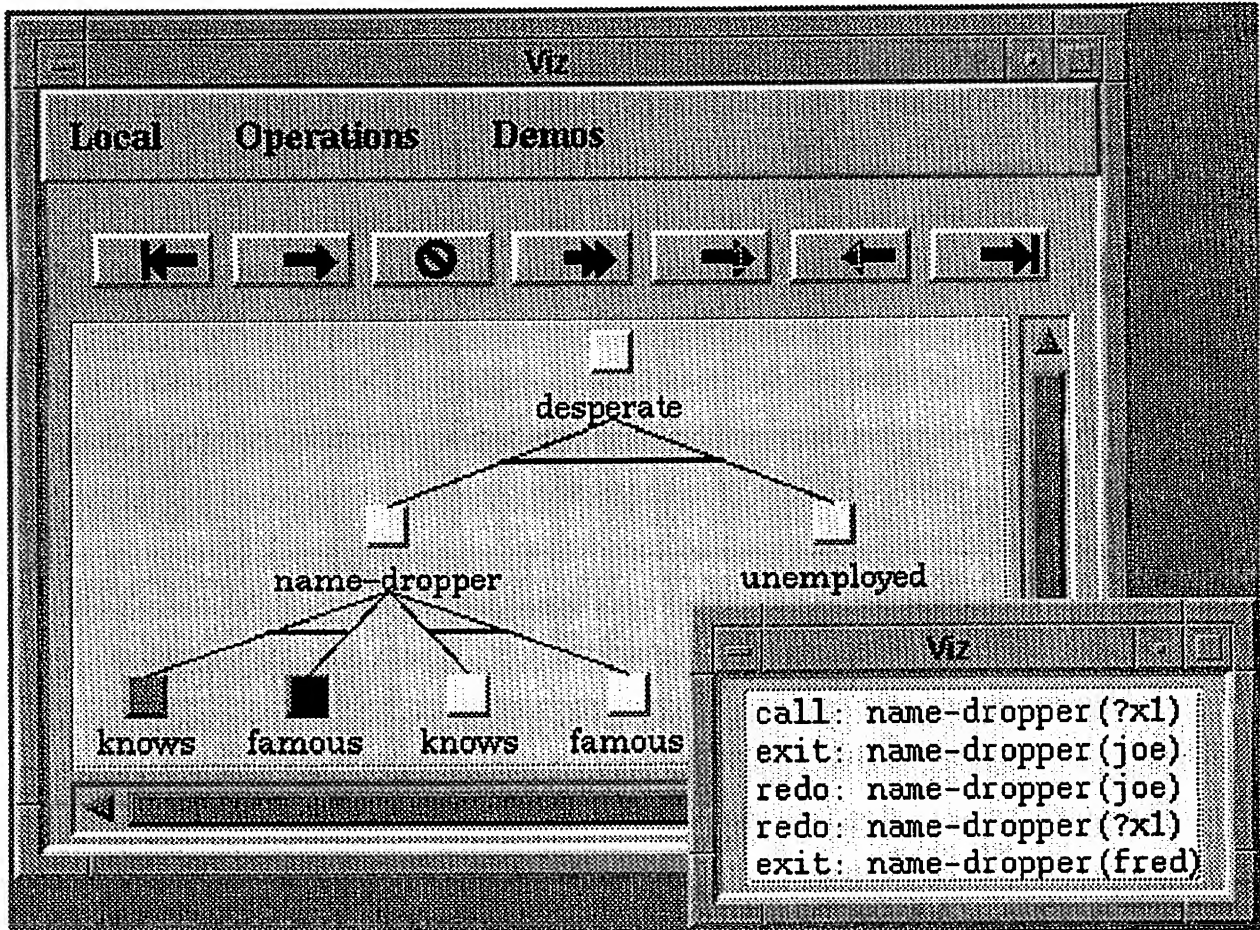 Viz
Local Operations Demos
desperate
name-dropper unemployed
knows famous knows famous
Viz
call: name-dropper(?x1)
exit: name-dropper(joe)
redo: name-dropper(joe)
redo: name-dropper(?x1)
exit: name-dropper(fred)